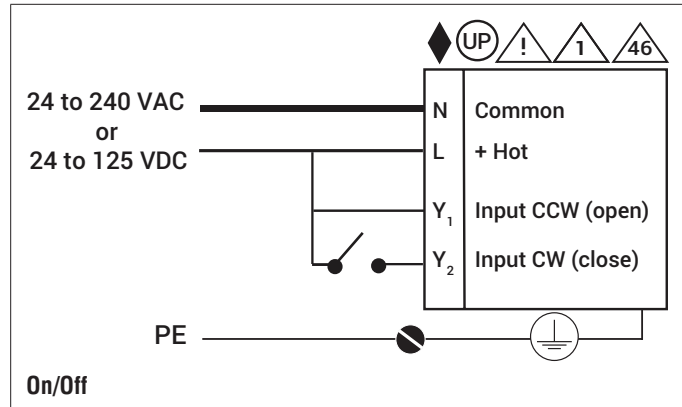 UP ! 1 46
24 to 240 VAC
or
24 to 125 VDC
N Common
L + Hot
Y1 Input CCW (open)
Y2 Input CW (close)
PE
On/Off